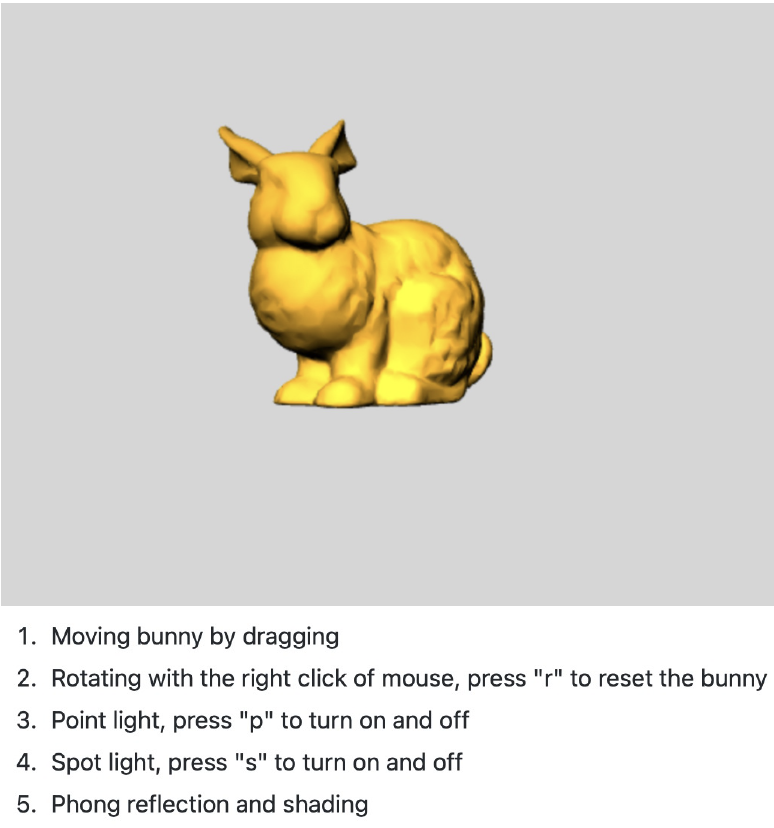 1. Moving bunny by dragging
2. Rotating with the right click of mouse, press "r" to reset the bunny
3. Point light, press "p" to turn on and off
4. Spot light, press "s" to turn on and off
5. Phong reflection and shading